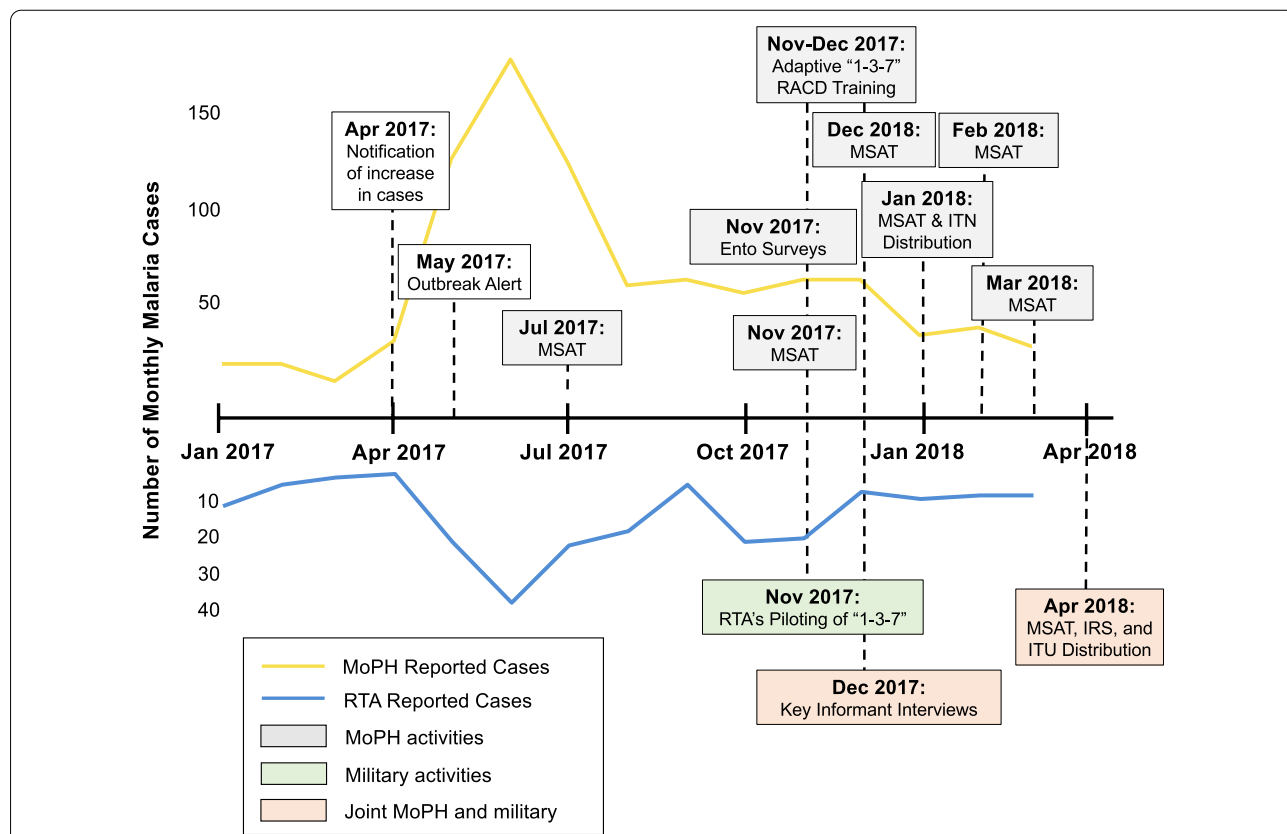 Number of Monthly Malaria Cases
150
100
50
Apr 2017:
Notification
of increase
in cases
May 2017:
Outbreak Alert
Jul 2017:
MSAT
Nov-Dec 2017:
Adaptive “1-3-7”
RACD Training
Dec 2018:
MSAT
Feb 2018:
MSAT
Jan 2018:
MSAT & ITN
Distribution
Nov 2017:
Ento Surveys
Mar 2018:
MSAT
Nov 2017:
MSAT
Jan 2017
Apr 2017
Jul 2017
Oct 2017
Jan 2018
Apr 2018
10
20
30
40
Nov 2017:
RTA’s Piloting of “1-3-7”
Apr 2018:
MSAT, IRS, and
ITU Distribution
Dec 2017:
Key Informant Interviews
MoPH Reported Cases
RTA Reported Cases
MoPH activities
Military activities
Joint MoPH and military